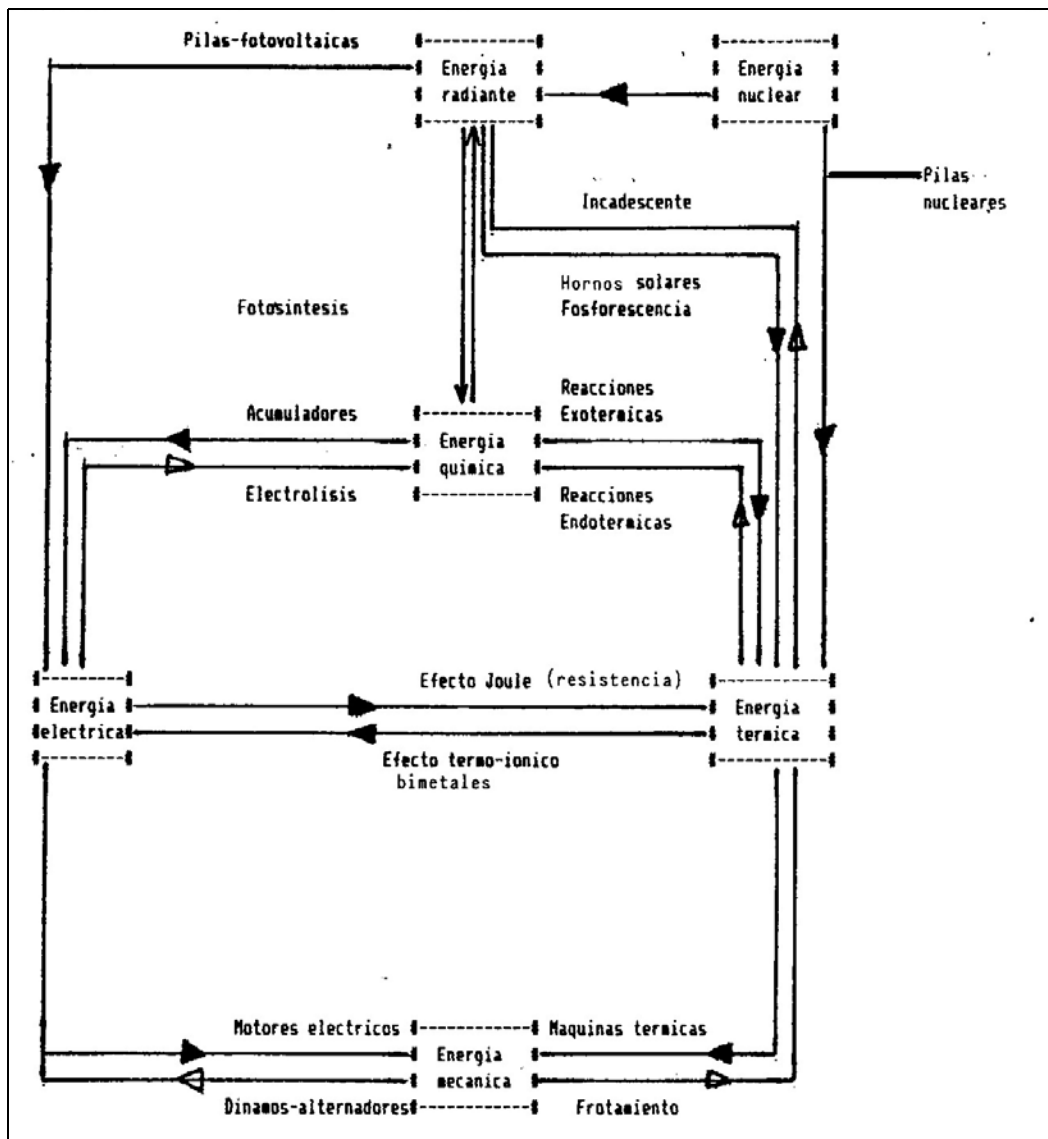 Pilas-fotovoltaicas
Energia
radiante
Energia
nuclear
Pilas
nucleares
Incadescente
Hornos solares
Fosforescencia
Fotosintesis
Acumuladores
Energia
quimica
Electrolisis
Reacciones
Exotermicas
Reacciones
Endotermicas
Energia
electrica
Efecto Joule (resistencia)
Efecto termo-ionico
bimetales
Energia
termica
Motores electricos
Energia
mecanica
Dinamos-alternadores
Maquinas termicas
Frotamiento